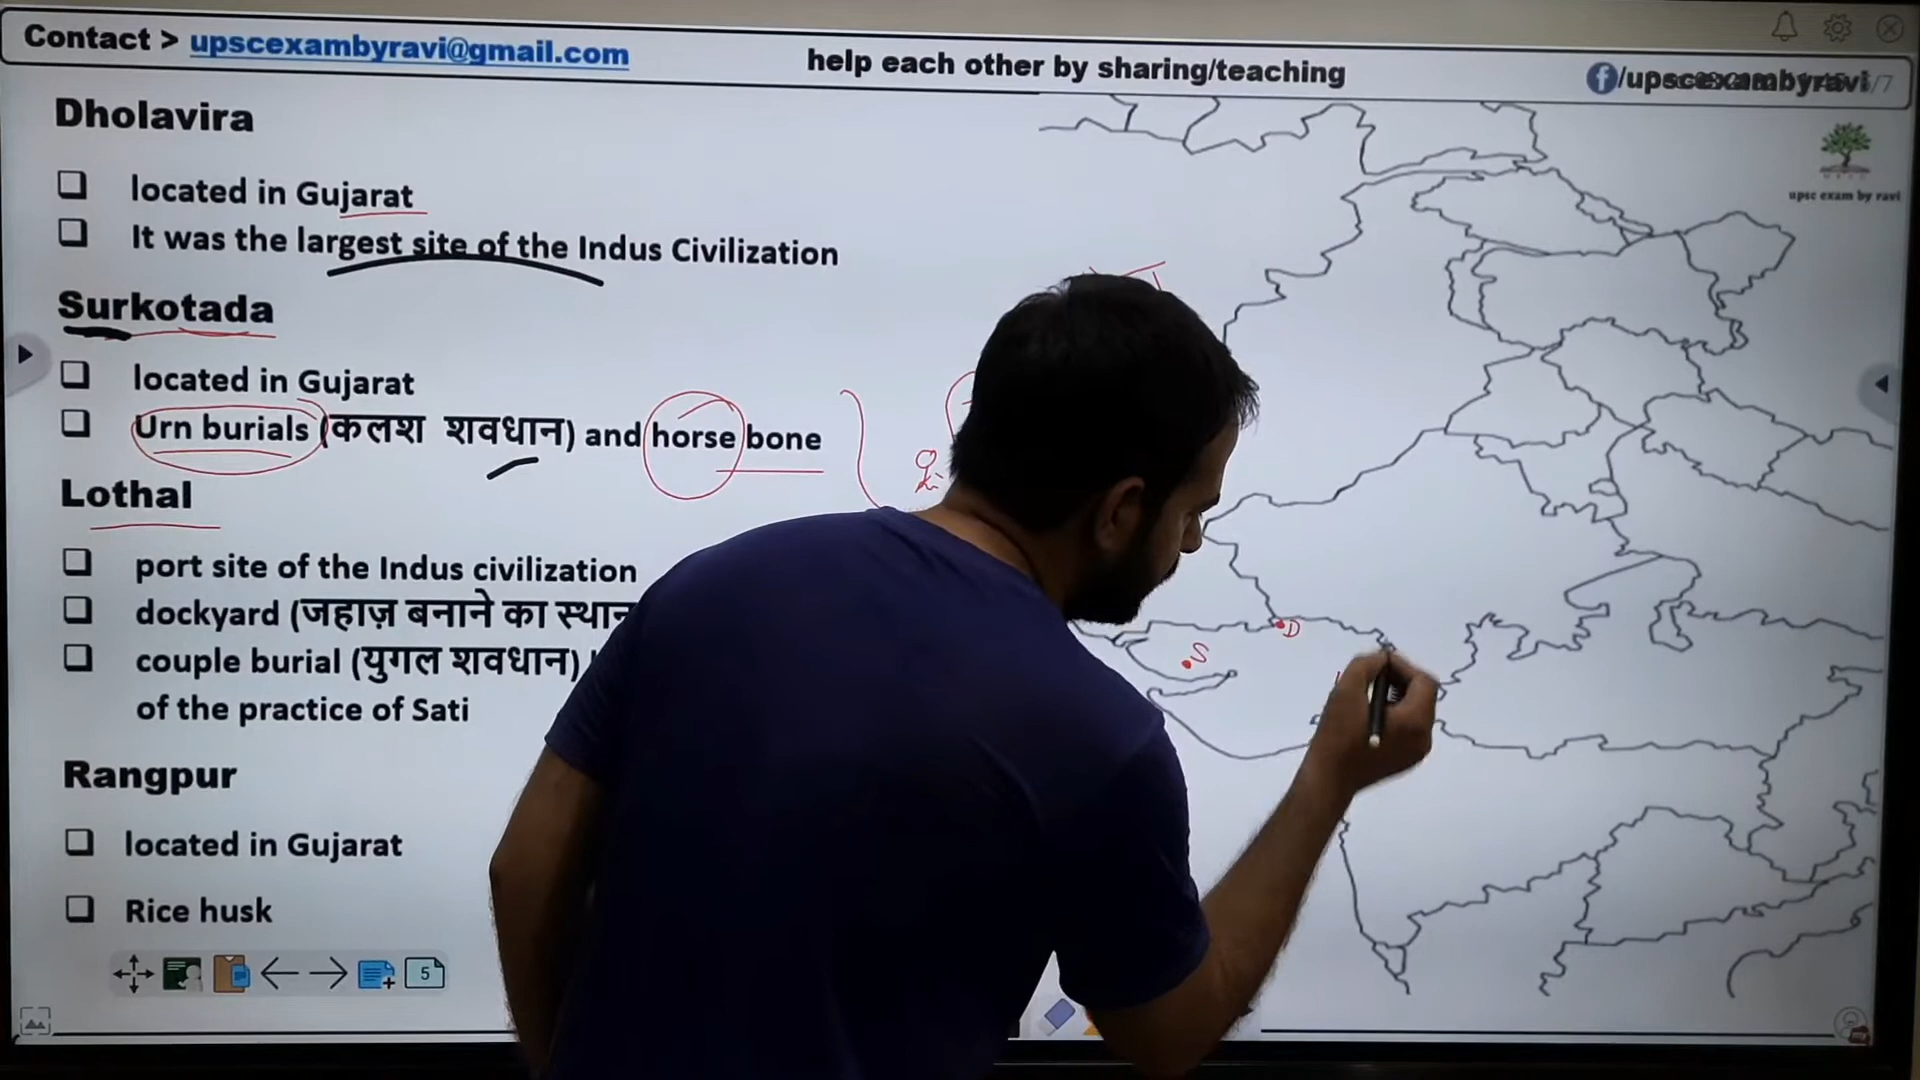 Contact > upscexambyravi@gmail.com
help each other by sharing/teaching
/upscexambyravi
/7
upsc exam by ravi
Dholavira
located in Gujarat
It was the largest site of the Indus Civilization
Surkotada
located in Gujarat
Urn burials (कलश शवधान) and horse bone
Lothal
port site of the Indus civilization
dockyard (जहाज़ बनाने का स्थान
couple burial (युगल शवधान)
of the practice of Sati
Rangpur
located in Gujarat
Rice husk
D
S
5